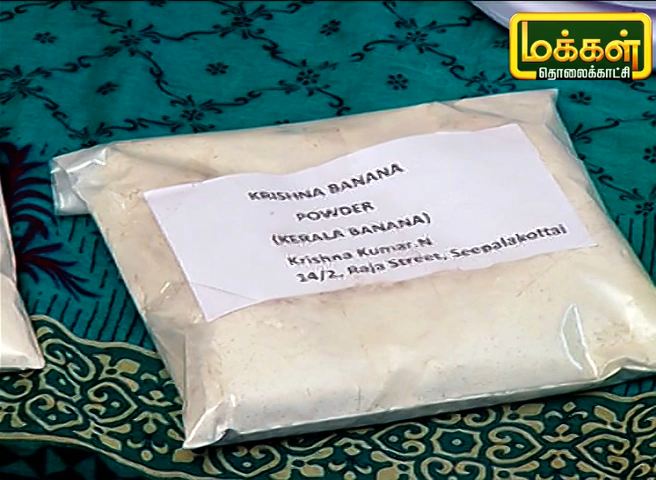 மக்கள்
தொலைக்காட்சி
KRISHNA BANANA
POWDER
(KERALA BANANA)
Krishna Kumar.N
14/2, Raja Street, Seepalakottai